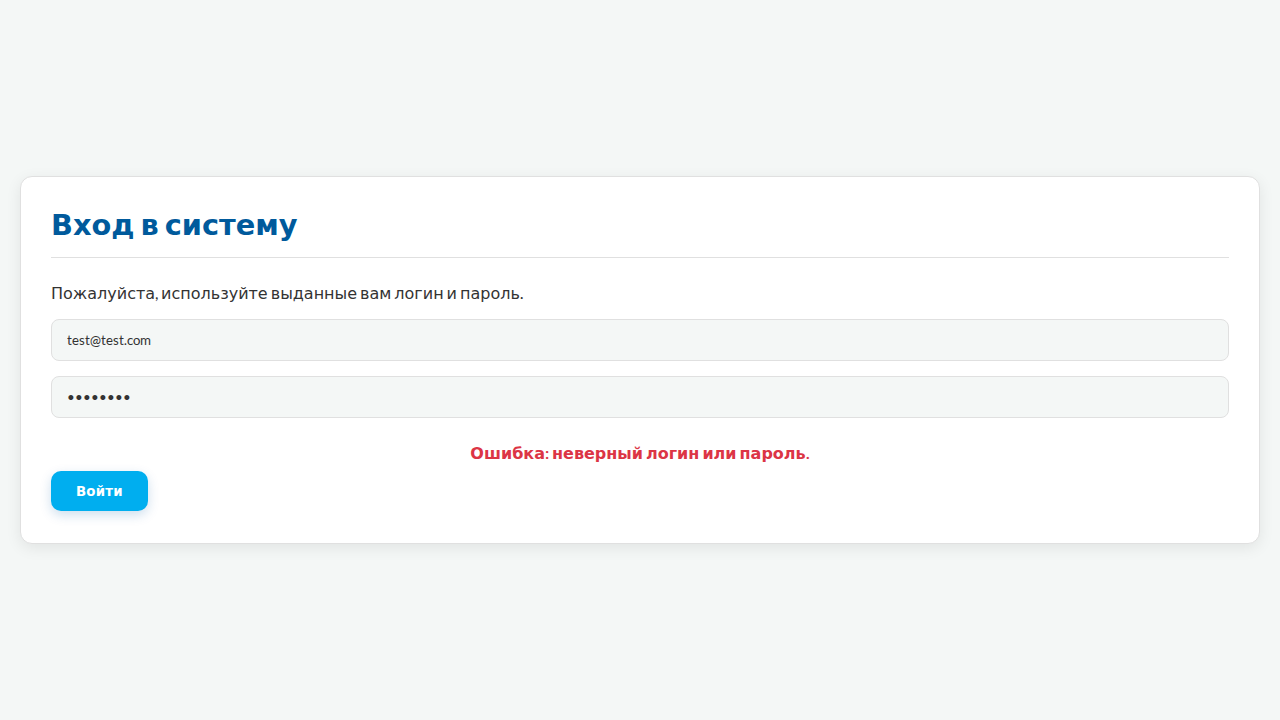 Вход в систему
Пожалуйста, используйте выданные вам логин и пароль.
test@test.com
••••••••
Ошибка: неверный логин или пароль.
Войти